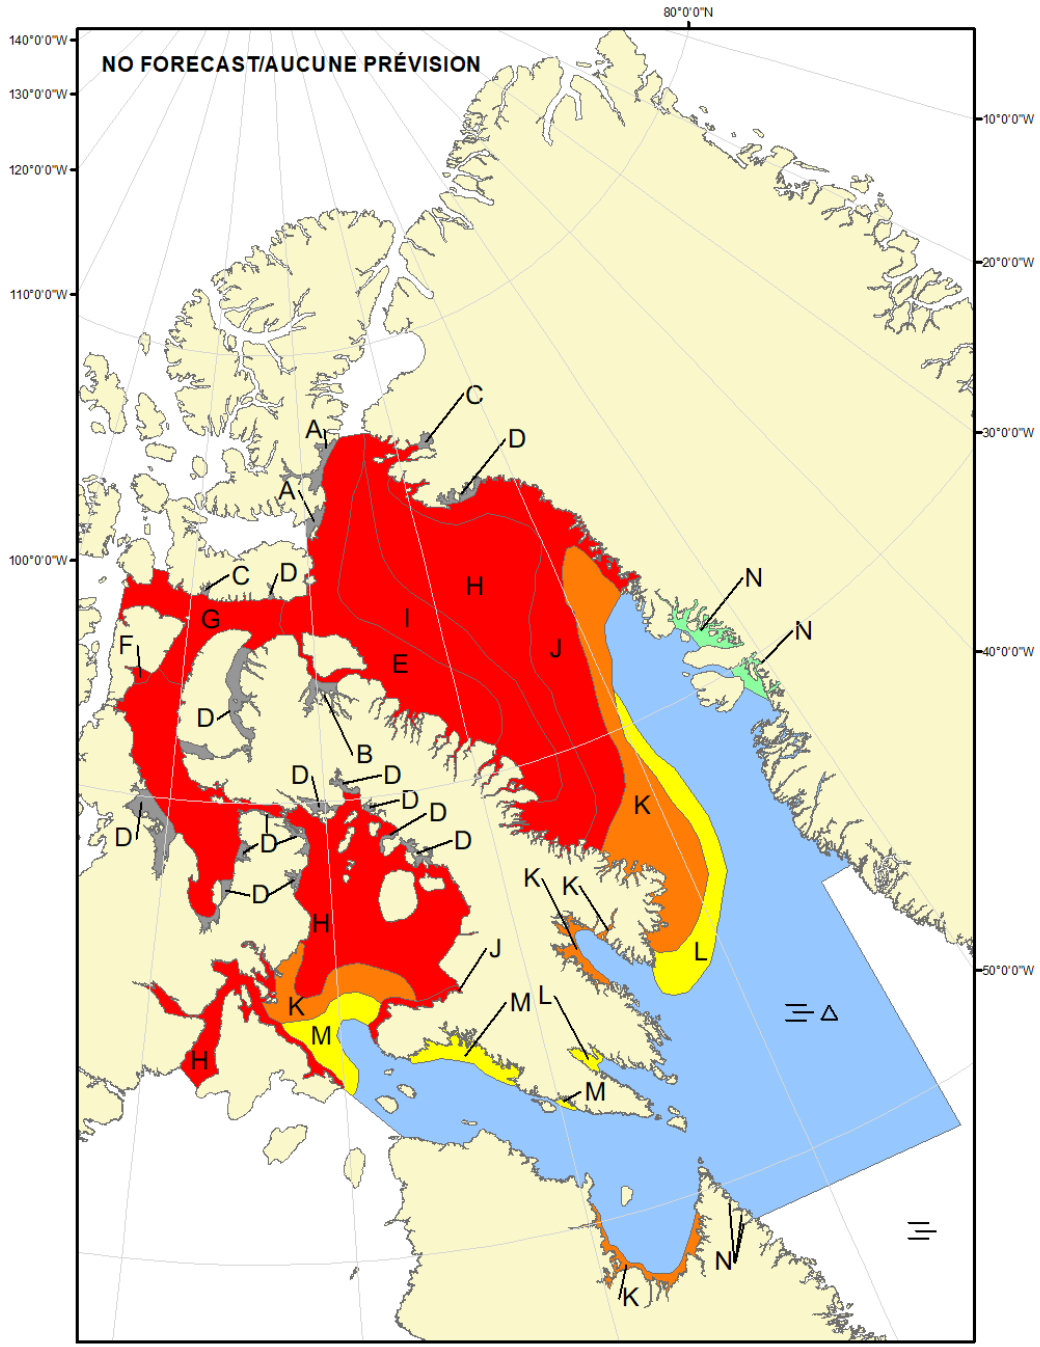 80°0'0"N
140°0'0"W
NO FORECAST/AUCUNE PRÉVISION
130°0'0"W
10°0'0"W
120°0'0"W
20°0'0"W
110°0'0"W
C
A
30°0'0"W
D
A
100°0'0"W
C
D
N
H
G
I
N
F
J
40°0'0"W
E
D
B
D
D
D
K
D
D
D
D
K
K
D
H
J
L
50°0'0"W
L
M
K
M
H
M
N
K